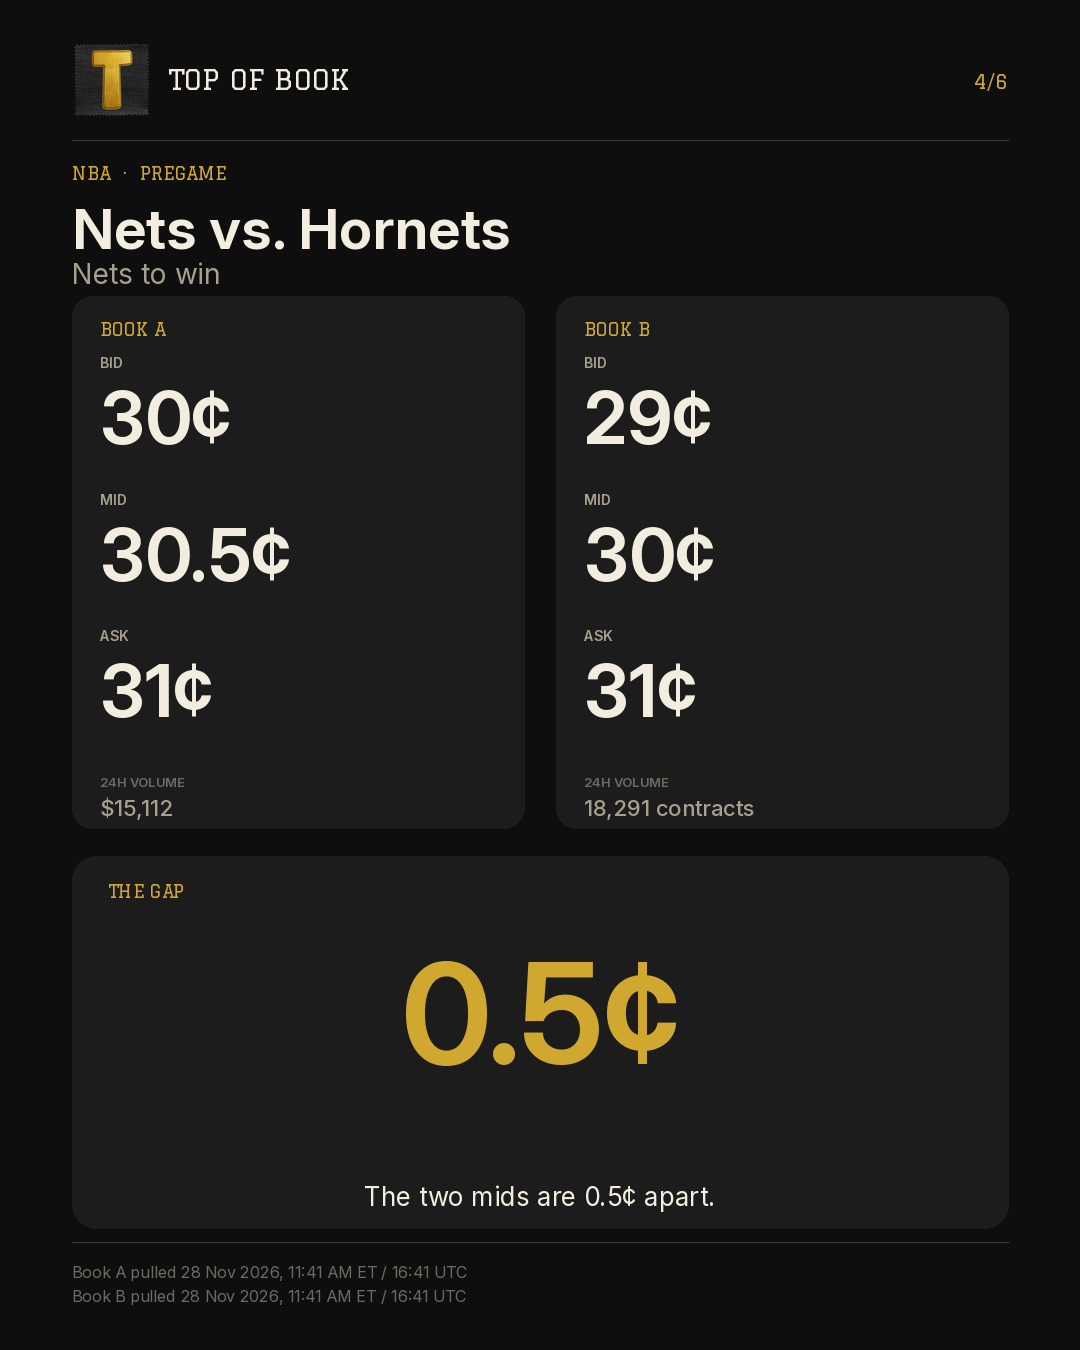 T
TOP OF BOOK
4/6
NBA · PREGAME
Nets vs. Hornets
Nets to win
BOOK A
BID
30¢
MID
30.5¢
ASK
31¢
24H VOLUME
$15,112
BOOK B
BID
29¢
MID
30¢
ASK
31¢
24H VOLUME
18,291 contracts
THE GAP
0.5¢
The two mids are 0.5¢ apart.
Book A pulled 28 Nov 2026, 11:41 AM ET / 16:41 UTC
Book B pulled 28 Nov 2026, 11:41 AM ET / 16:41 UTC